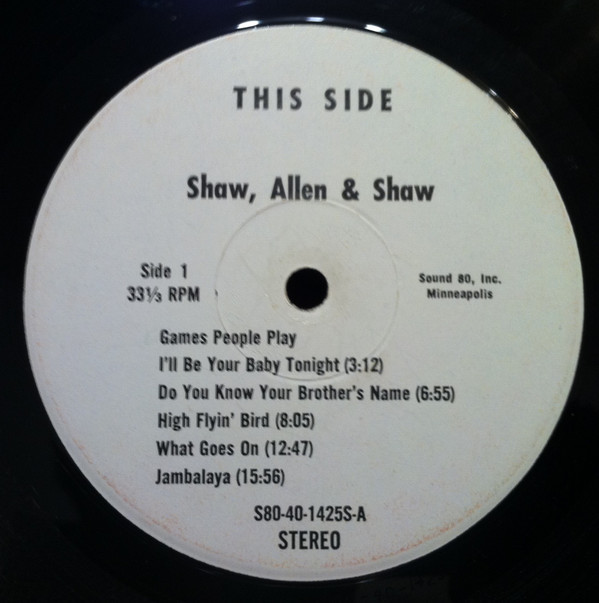 THIS SIDE
Shaw, Allen & Shaw
Side 1
33⅓ RPM
Sound 80, Inc.
Minneapolis
Games People Play
I'll Be Your Baby Tonight (3:12)
Do You Know Your Brother's Name (6:55)
High Flyin' Bird (8:05)
What Goes On (12:47)
Jambalaya (15:56)
S80-40-1425S-A
STEREO